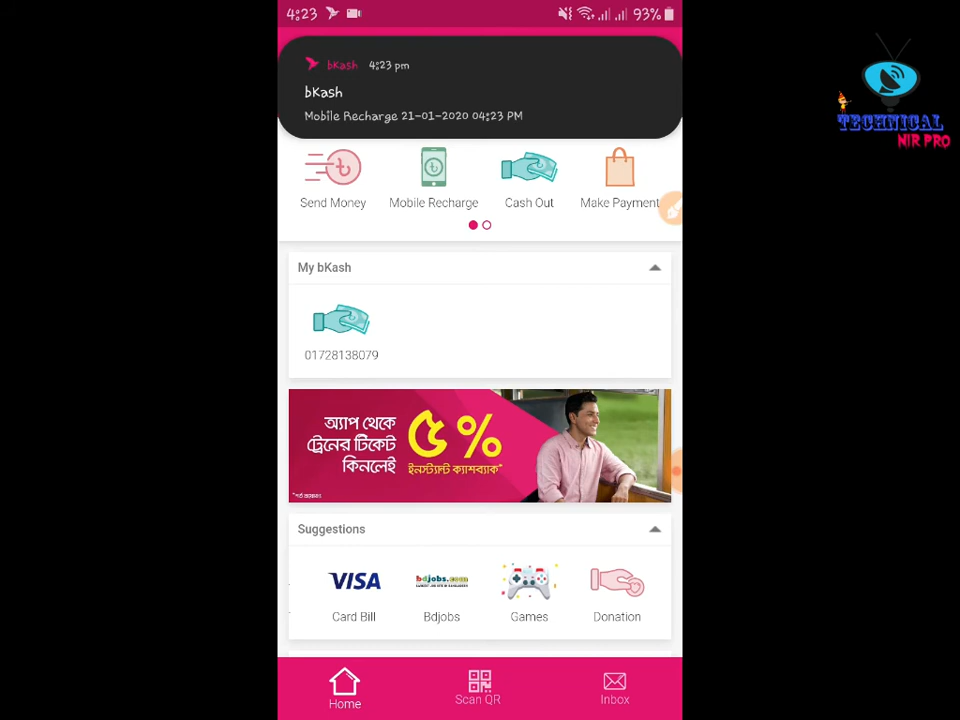 4:23
93%
bKash 4:23 pm
bKash
Mobile Recharge 21-01-2020 04:23 PM
Send Money
Mobile Recharge
Cash Out
Make Payment
My bKash
01728138079
অ্যাপ থেকে
ট্রেনের টিকেট
কিনলেই
৫%
ইনস্ট্যান্ট ক্যাশব্যাক*
Suggestions
VISA
bdjobs.com
Card Bill
Bdjobs
Games
Donation
Home
Scan QR
Inbox
TECHNICAL
NIR PRO